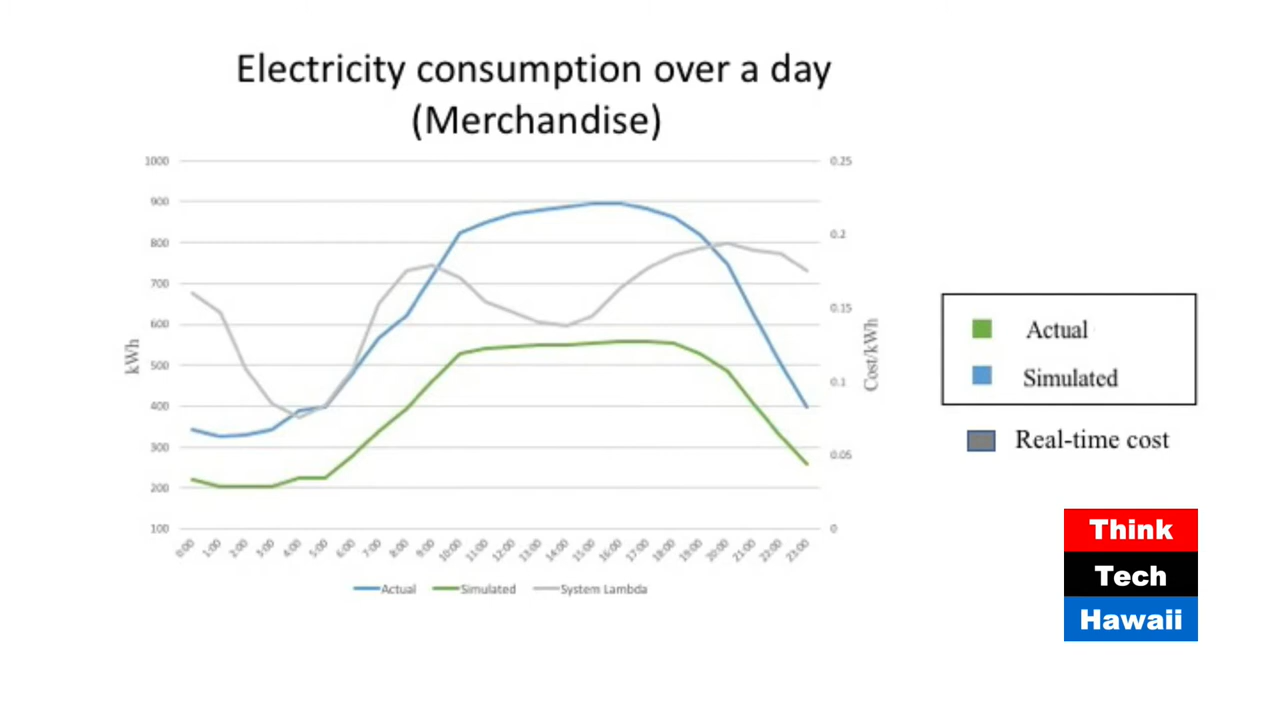 Electricity consumption over a day
(Merchandise)
1000
900
800
700
600
500
400
300
200
100
kWh
0.25
0.2
0.15
0.1
0.05
0
Cost/kWh
0:00 1:00 2:00 3:00 4:00 5:00 6:00 7:00 8:00 9:00 10:00 11:00 12:00 13:00 14:00 15:00 16:00 17:00 18:00 19:00 20:00 21:00 22:00 23:00
Actual Simulated System Lambda
Actual
Simulated
Real-time cost
Think
Tech
Hawaii